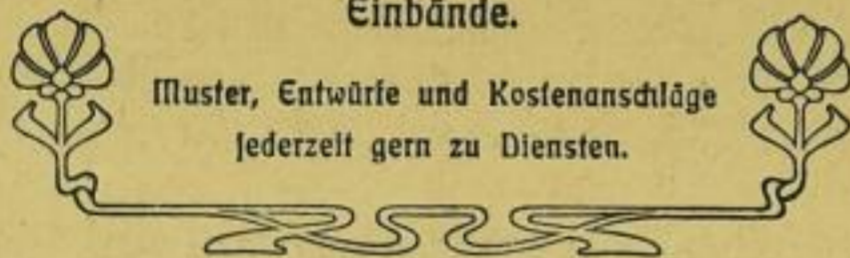 Einbände.
Muster, Entwürfe und Kostenanschläge
jederzeit gern zu Diensten.